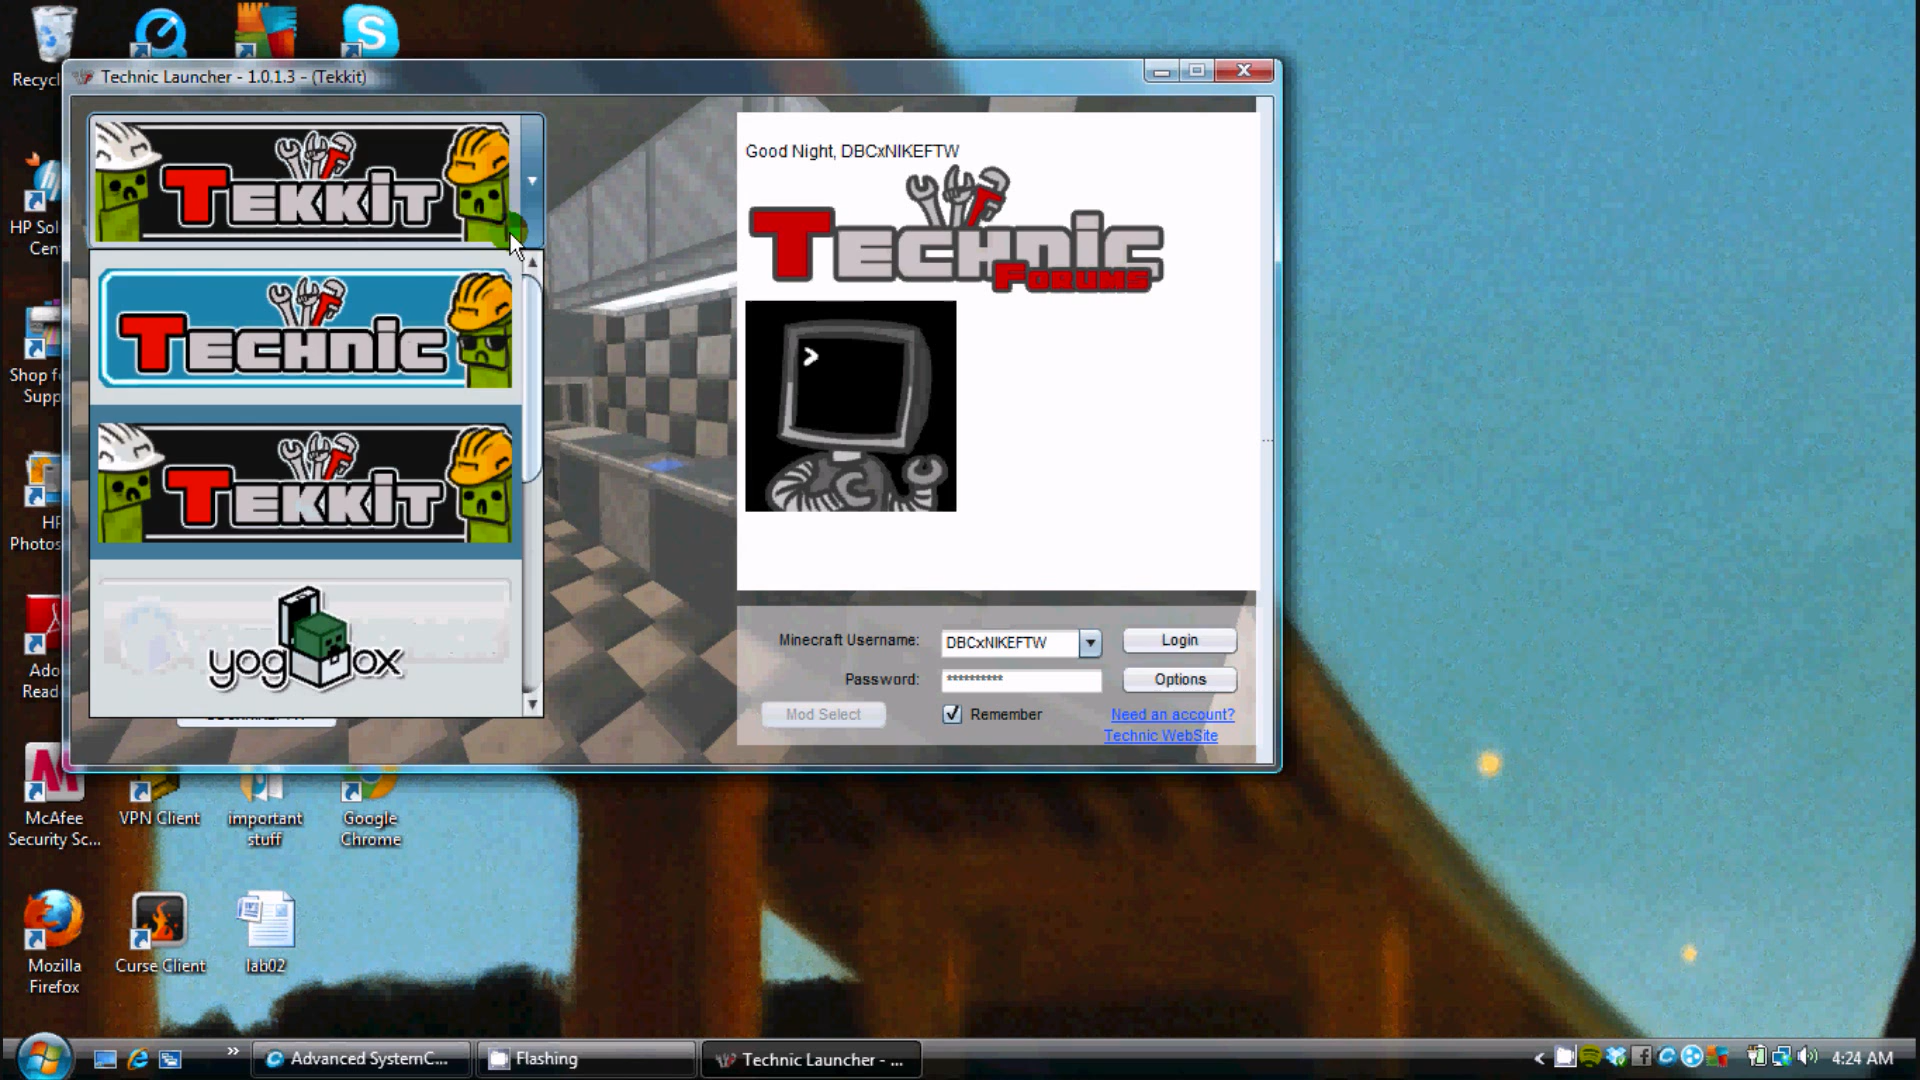 Recycl
Technic Launcher - 1.0.1.3 - (Tekkit)
TEKKIT
TECHNIC
TEKKIT
yogbox
Good Night, DBCxNIKEFTW
TECHNIC
FORUMS
>
Minecraft Username:
DBCxNIKEFTW
Login
Password:
**********
Options
Mod Select
Remember
Need an account?
Technic WebSite
HP Sol
Cen
Shop f
Supp
HP
Photos
Ado
Read
McAfee
Security Sc...
VPN Client
important
stuff
Google
Chrome
Mozilla
Firefox
Curse Client
lab02
Advanced SystemC...
Flashing
Technic Launcher - ...
4:24 AM